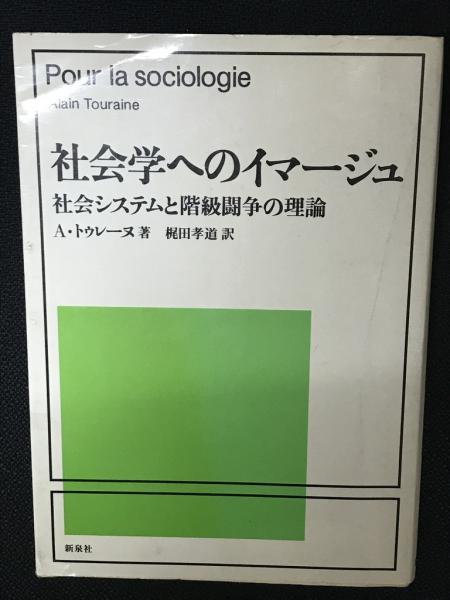 Pour la sociologie
Alain Touraine
社会学へのイマージュ
社会システムと階級闘争の理論
A・トゥレーヌ 著 梶田孝道 訳
新泉社